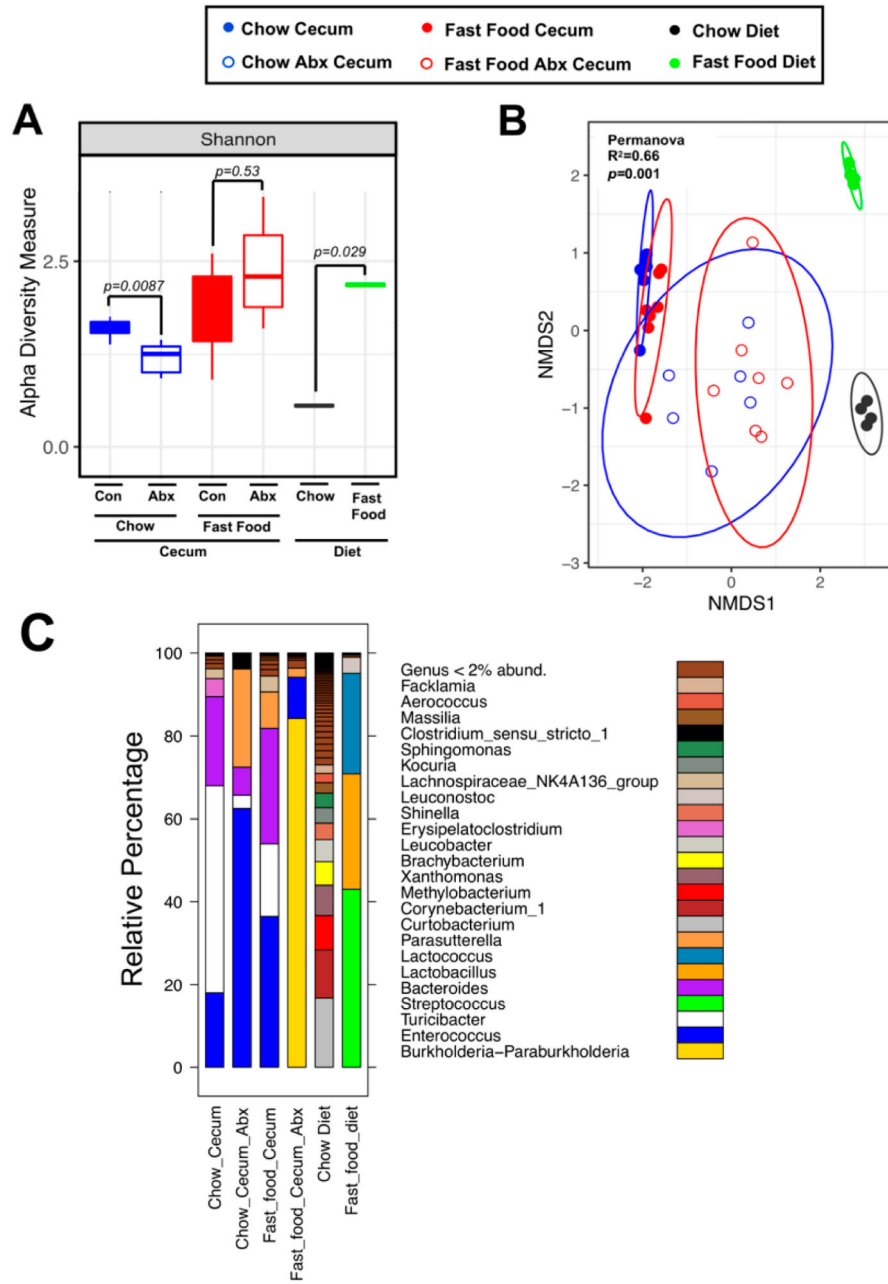 Chow Cecum
Fast Food Cecum
Chow Diet
Chow Abx Cecum
Fast Food Abx Cecum
Fast Food Diet
A
Shannon
Alpha Diversity Measure
2.5
0.0
p=0.0087
p=0.53
p=0.029
Con
Abx
Con
Abx
Chow
Fast
Food
Chow
Fast Food
Cecum
Diet
B
Permanova
R²=0.66
p=0.001
NMDS2
2
1
0
−1
−2
−3
−2
0
2
NMDS1
C
Relative Percentage
100
80
60
40
20
0
Chow_Cecum
Chow_Cecum_Abx
Fast_food_Cecum
Fast_food_Cecum_Abx
Chow Diet
Fast_food_diet
Genus < 2% abund.
Facklamia
Aerococcus
Massilia
Clostridium_sensu_stricto_1
Sphingomonas
Kocuria
Lachnospiraceae_NK4A136_group
Leuconostoc
Shinella
Erysipelatoclostridium
Leucobacter
Brachybacterium
Xanthomonas
Methylobacterium
Corynebacterium_1
Curtobacterium
Parasutterella
Lactococcus
Lactobacillus
Bacteroides
Streptococcus
Turicibacter
Enterococcus
Burkholderia−Paraburkholderia